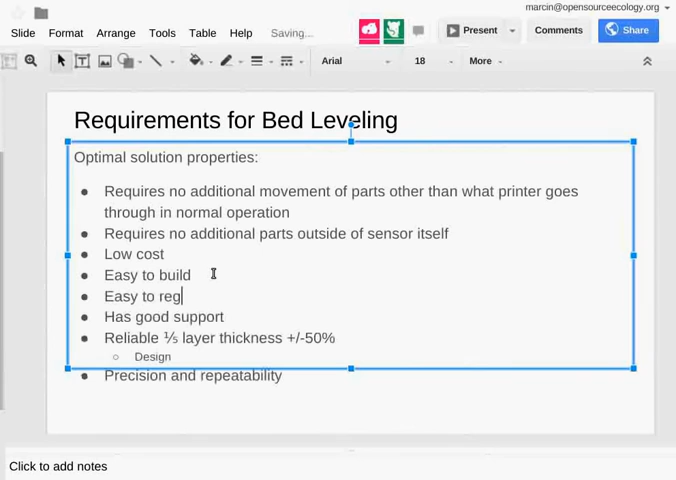 marcin@opensourceecology.org
Slide Format Arrange Tools Table Help Saving... Present Comments Share
Arial 18 More
Requirements for Bed Leveling
Optimal solution properties:
● Requires no additional movement of parts other than what printer goes
through in normal operation
● Requires no additional parts outside of sensor itself
● Low cost
● Easy to build
● Easy to reg
● Has good support
● Reliable ⅕ layer thickness +/-50%
○ Design
● Precision and repeatability
Click to add notes